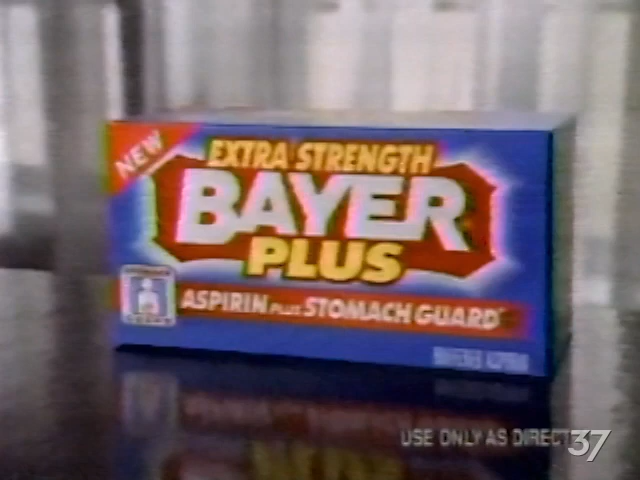 NEW
EXTRA STRENGTH
BAYER
PLUS
ASPIRIN PLUS STOMACH GUARD
USE ONLY AS DIRECT
37